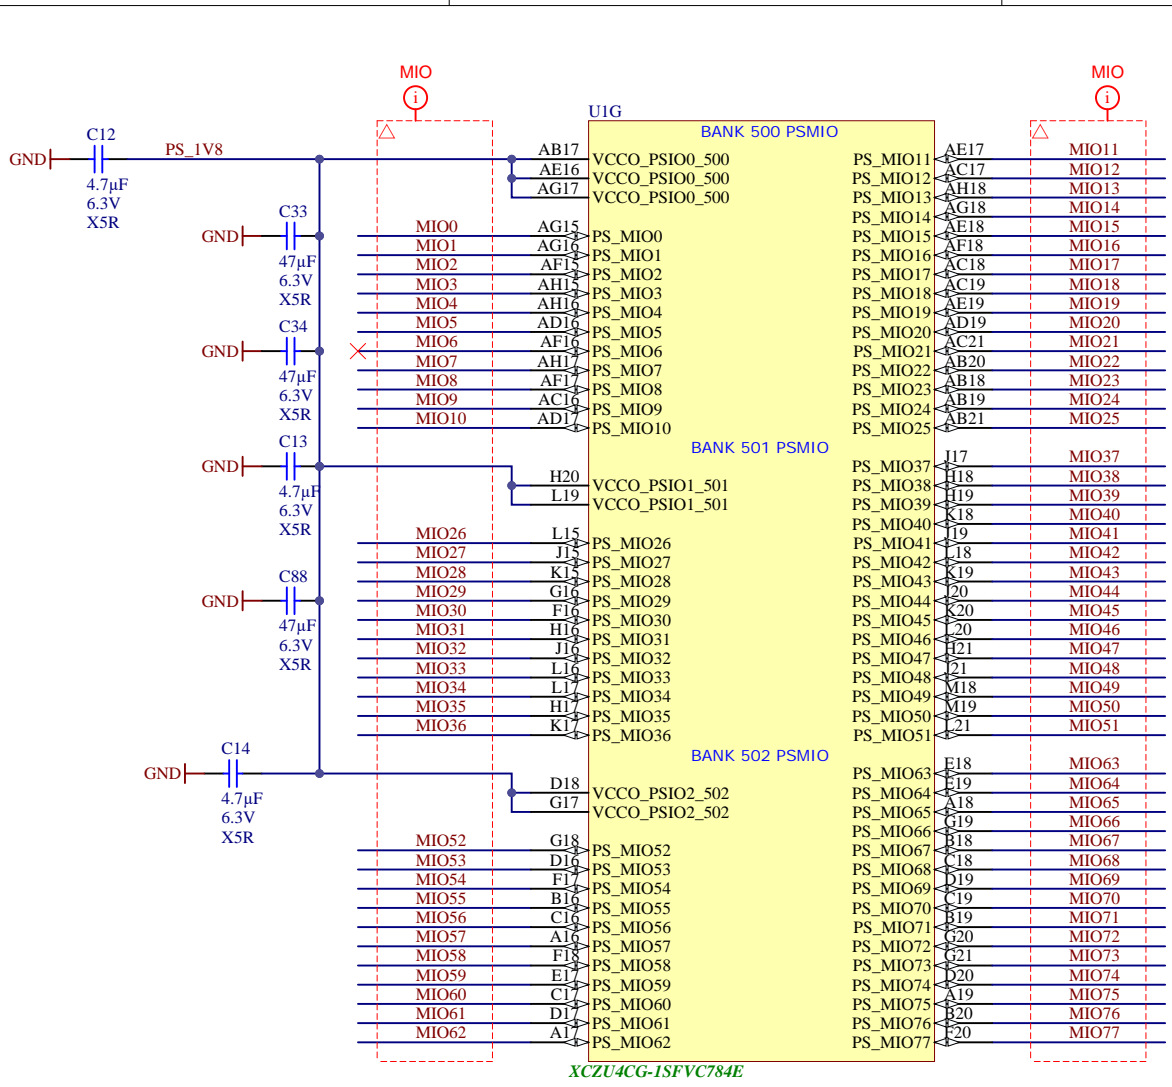 MIO
MIO
U1G
BANK 500 PSMIO
C12
GND
4.7µF
6.3V
X5R
PS_1V8
AB17 VCCO_PSIO0_500
AE16 VCCO_PSIO0_500
AG17 VCCO_PSIO0_500
C33
GND
47µF
6.3V
X5R
C34
GND
47µF
6.3V
X5R
MIO0 AG15 PS_MIO0
MIO1 AG16 PS_MIO1
MIO2 AF15 PS_MIO2
MIO3 AH15 PS_MIO3
MIO4 AH16 PS_MIO4
MIO5 AD16 PS_MIO5
MIO6 AF16 PS_MIO6
MIO7 AH17 PS_MIO7
MIO8 AF17 PS_MIO8
MIO9 AC16 PS_MIO9
MIO10 AD17 PS_MIO10
PS_MIO11 AE17 MIO11
PS_MIO12 AC17 MIO12
PS_MIO13 AH18 MIO13
PS_MIO14 AG18 MIO14
PS_MIO15 AE18 MIO15
PS_MIO16 AF18 MIO16
PS_MIO17 AC18 MIO17
PS_MIO18 AC19 MIO18
PS_MIO19 AE19 MIO19
PS_MIO20 AD19 MIO20
PS_MIO21 AC21 MIO21
PS_MIO22 AB20 MIO22
PS_MIO23 AB18 MIO23
PS_MIO24 AB19 MIO24
PS_MIO25 AB21 MIO25
BANK 501 PSMIO
C13
GND
4.7µF
6.3V
X5R
H20 VCCO_PSIO1_501
L19 VCCO_PSIO1_501
C88
GND
47µF
6.3V
X5R
MIO26 L15 PS_MIO26
MIO27 J15 PS_MIO27
MIO28 K15 PS_MIO28
MIO29 G16 PS_MIO29
MIO30 F16 PS_MIO30
MIO31 H16 PS_MIO31
MIO32 J16 PS_MIO32
MIO33 L16 PS_MIO33
MIO34 L17 PS_MIO34
MIO35 H17 PS_MIO35
MIO36 K17 PS_MIO36
PS_MIO37 J17 MIO37
PS_MIO38 H18 MIO38
PS_MIO39 H19 MIO39
PS_MIO40 K18 MIO40
PS_MIO41 J19 MIO41
PS_MIO42 L18 MIO42
PS_MIO43 K19 MIO43
PS_MIO44 J20 MIO44
PS_MIO45 K20 MIO45
PS_MIO46 L20 MIO46
PS_MIO47 H21 MIO47
PS_MIO48 J21 MIO48
PS_MIO49 M18 MIO49
PS_MIO50 M19 MIO50
PS_MIO51 L21 MIO51
BANK 502 PSMIO
C14
GND
4.7µF
6.3V
X5R
D18 VCCO_PSIO2_502
G17 VCCO_PSIO2_502
MIO52 G18 PS_MIO52
MIO53 D16 PS_MIO53
MIO54 F17 PS_MIO54
MIO55 B16 PS_MIO55
MIO56 C16 PS_MIO56
MIO57 A16 PS_MIO57
MIO58 F18 PS_MIO58
MIO59 E17 PS_MIO59
MIO60 C17 PS_MIO60
MIO61 D17 PS_MIO61
MIO62 A17 PS_MIO62
PS_MIO63 E18 MIO63
PS_MIO64 E19 MIO64
PS_MIO65 A18 MIO65
PS_MIO66 G19 MIO66
PS_MIO67 B18 MIO67
PS_MIO68 C18 MIO68
PS_MIO69 D19 MIO69
PS_MIO70 C19 MIO70
PS_MIO71 B19 MIO71
PS_MIO72 G20 MIO72
PS_MIO73 G21 MIO73
PS_MIO74 D20 MIO74
PS_MIO75 A19 MIO75
PS_MIO76 B20 MIO76
PS_MIO77 F20 MIO77
XCZU4CG-1SFVC784E